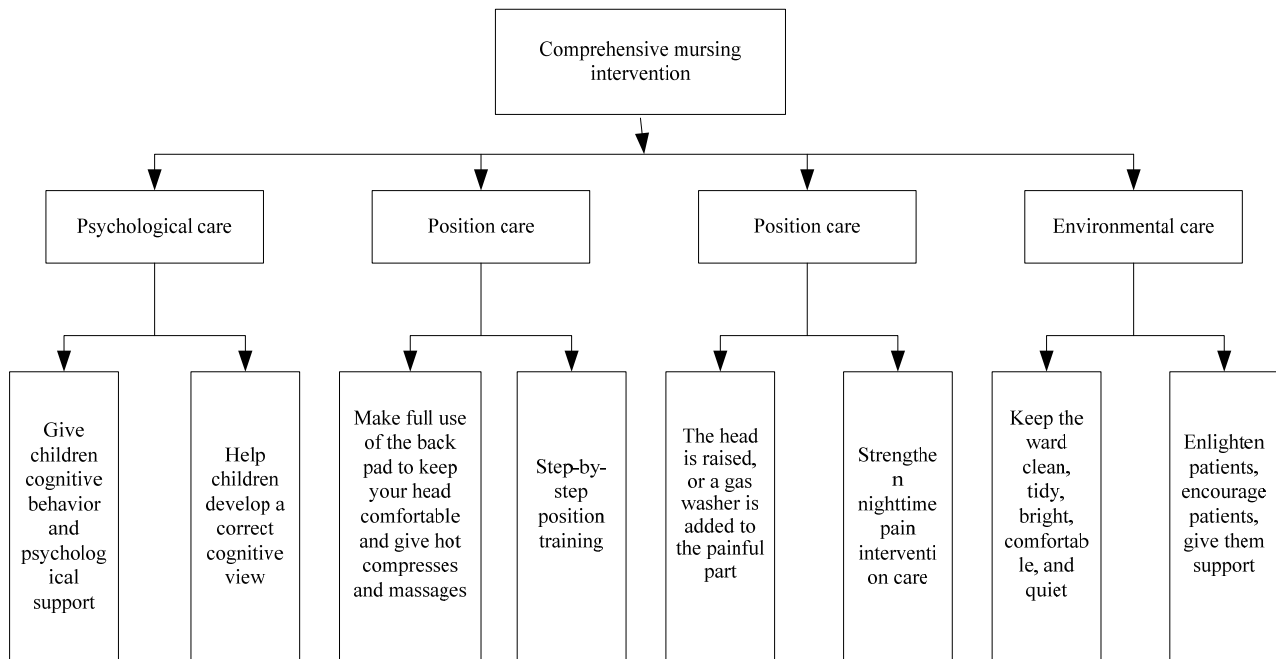 Comprehensive mursing
intervention
Psychological care
Position care
Position care
Environmental care
Give
children
cognitive
behavior
and
psycholog
ical
support
Help
children
develop a
correct
cognitive
view
Make full use
of the back
pad to keep
your head
comfortable
and give hot
compresses
and massages
Step-by-
step
position
training
The head
is raised,
or a gas
washer is
added to
the painful
part
Strengthe
n
nighttime
pain
interventi
on care
Keep the
ward
clean,
tidy,
bright,
comfortab
le, and
quiet
Enlighten
patients,
encourage
patients,
give them
support